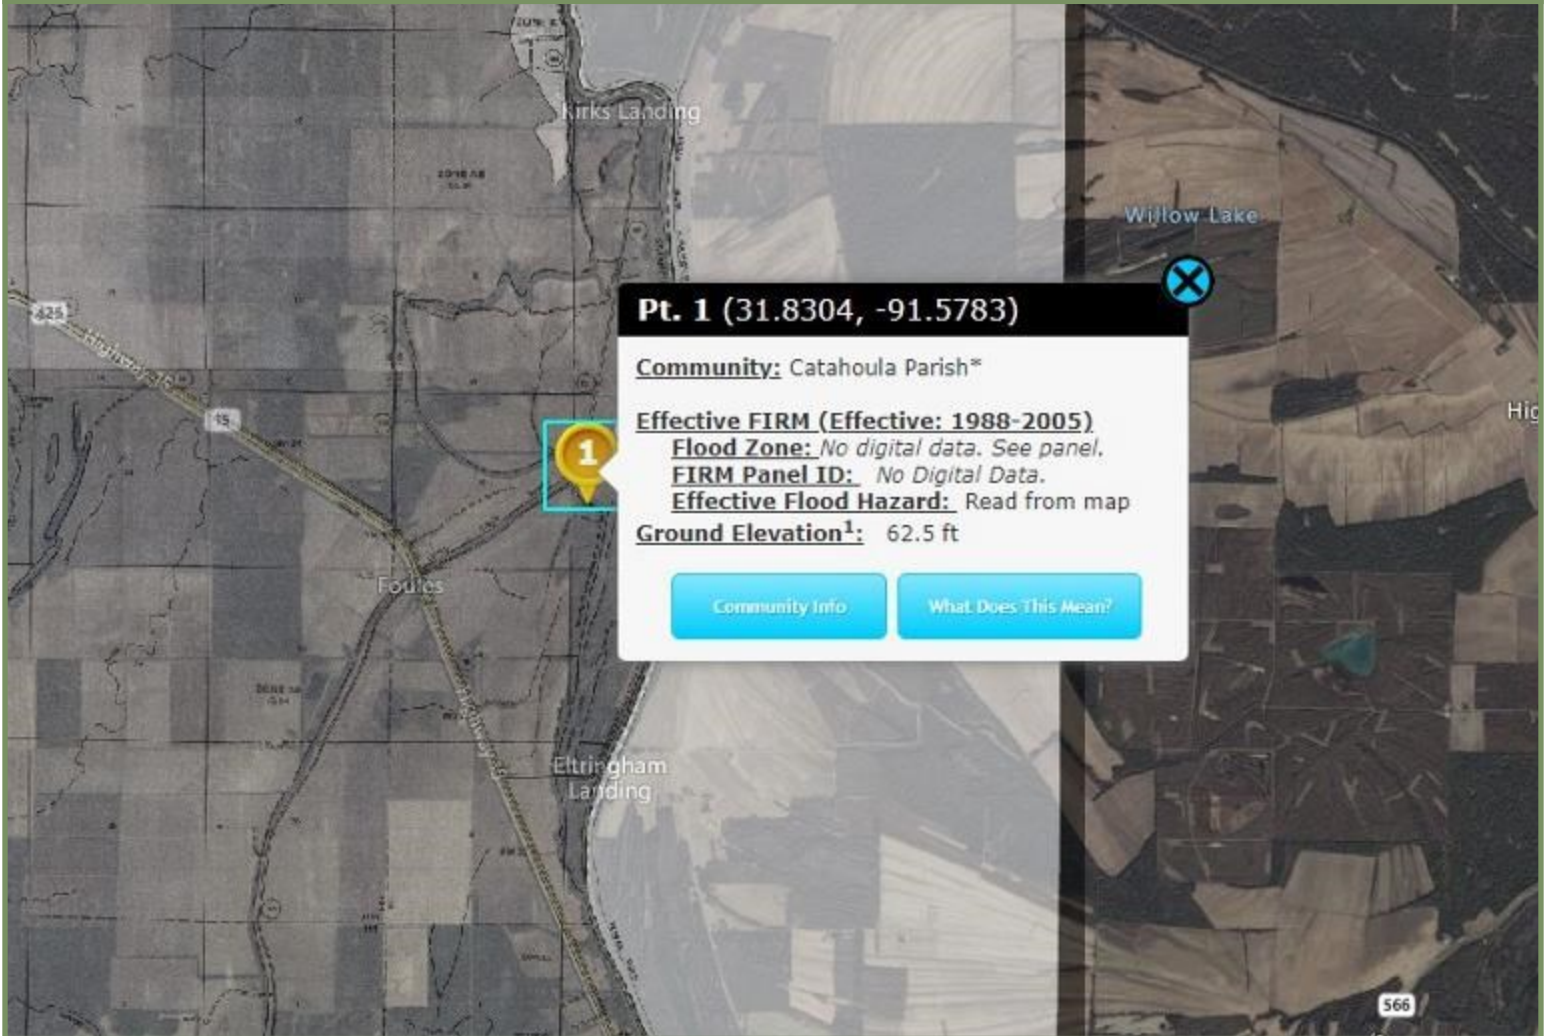 Kirks Landing
Willow Lake
425
15
Foules
Eltringham
Landing
Hig
566
1
Pt. 1 (31.8304, -91.5783)
Community: Catahoula Parish*
Effective FIRM (Effective: 1988-2005)
Flood Zone: No digital data. See panel.
FIRM Panel ID: No Digital Data.
Effective Flood Hazard: Read from map
Ground Elevation¹: 62.5 ft
Community Info
What Does This Mean?